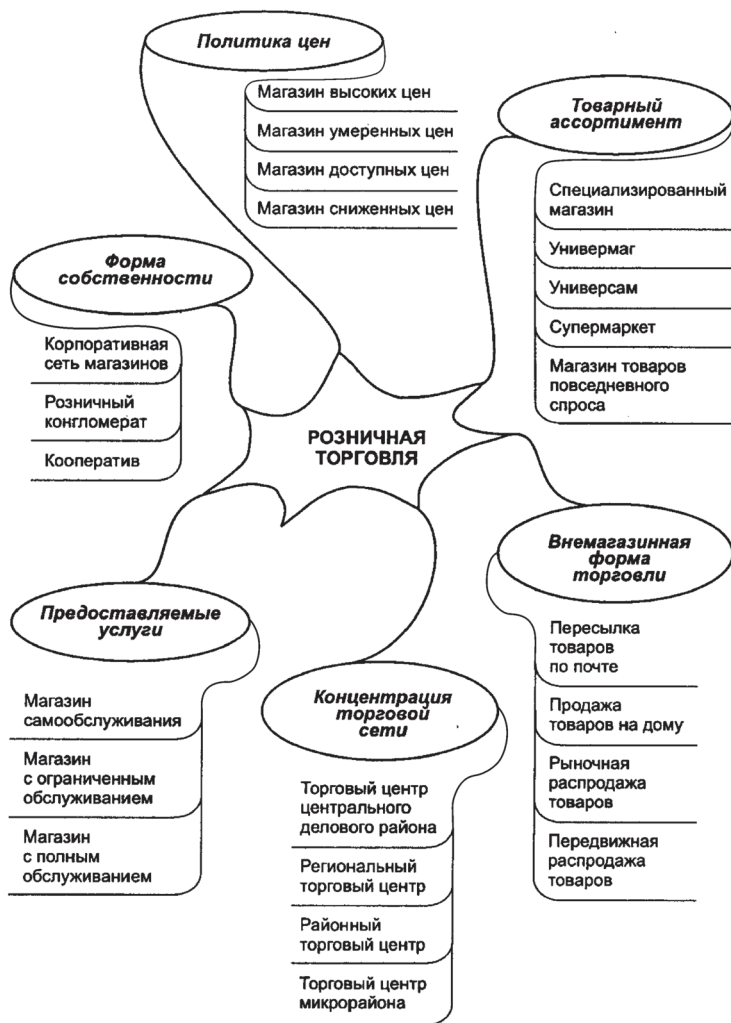 Политика цен
Магазин высоких цен
Магазин умеренных цен
Магазин доступных цен
Магазин сниженных цен
Товарный
ассортимент
Специализированный
магазин
Универмаг
Универсам
Супермаркет
Магазин товаров
повседневного
спроса
Форма
собственности
Корпоративная
сеть магазинов
Розничный
конгломерат
Кооператив
РОЗНИЧНАЯ
ТОРГОВЛЯ
Внемагазинная
форма
торговли
Пересылка
товаров
по почте
Продажа
товаров на дому
Рыночная
распродажа
товаров
Передвижная
распродажа
товаров
Предоставляемые
услуги
Магазин
самообслуживания
Магазин
с ограниченным
обслуживанием
Магазин
с полным
обслуживанием
Концентрация
торговой
сети
Торговый центр
центрального
делового района
Региональный
торговый центр
Районный
торговый центр
Торговый центр
микрорайона